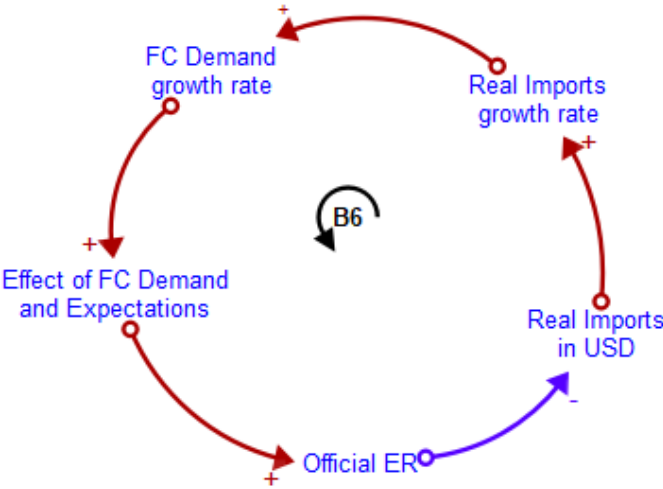 +
FC Demand
growth rate
Real Imports
growth rate
+
B6
+
Effect of FC Demand
and Expectations
Real Imports
in USD
-
Official ER
+